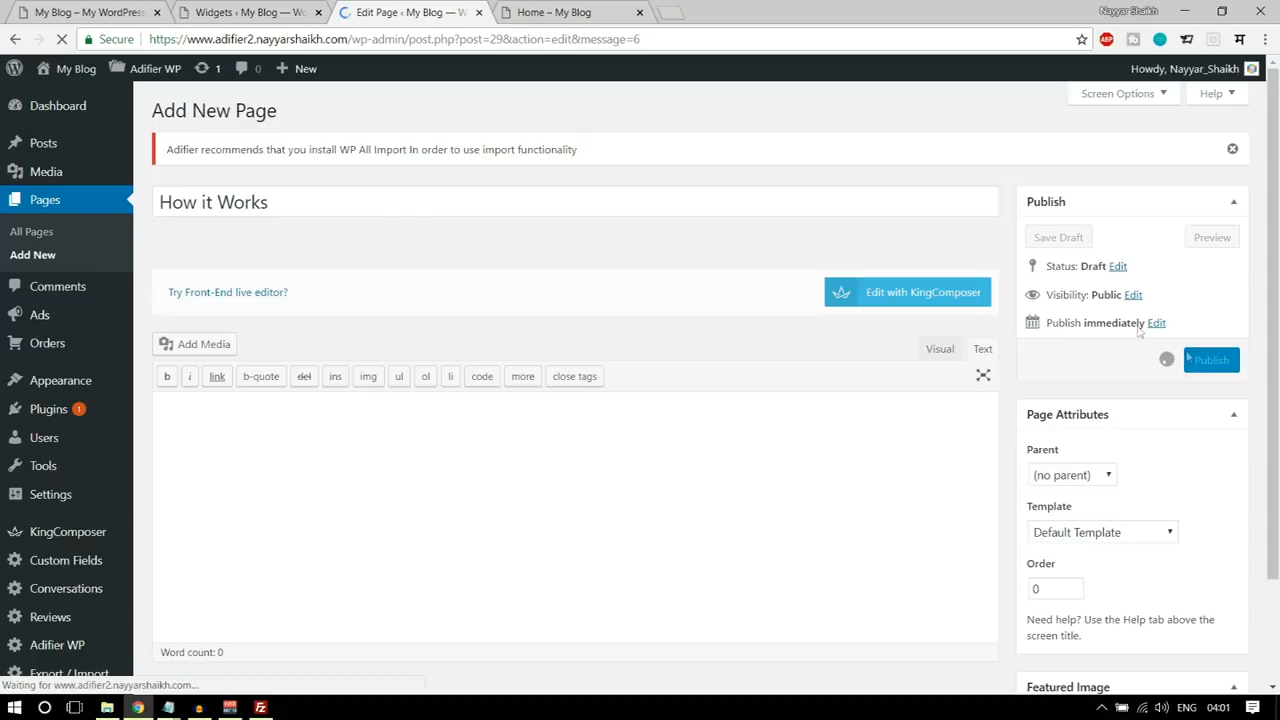 My Blog – My WordPress
Widgets ‹ My Blog — Wo
Edit Page ‹ My Blog — W
Home – My Blog
Nayyar Shaikh
Secure
https://www.adifier2.nayyarshaikh.com/wp-admin/post.php?post=29&action=edit&message=6
My Blog
Adifier WP
1
0
New
Howdy, Nayyar_Shaikh
Dashboard
Posts
Media
Pages
All Pages
Add New
Comments
Ads
Orders
Appearance
Plugins 1
Users
Tools
Settings
KingComposer
Custom Fields
Conversations
Reviews
Adifier WP
Export / Import
Screen Options
Help
Add New Page
Adifier recommends that you install WP All Import In order to use import functionality
How it Works
Try Front-End live editor?
Edit with KingComposer
Add Media
Visual
Text
b
i
link
b-quote
del
ins
img
ul
ol
li
code
more
close tags
Word count: 0
Publish
Save Draft
Preview
Status: Draft Edit
Visibility: Public Edit
Publish immediately Edit
Publish
Page Attributes
Parent
(no parent)
Template
Default Template
Order
0
Need help? Use the Help tab above the
screen title.
Featured Image
Waiting for www.adifier2.nayyarshaikh.com...
ENG
04:01